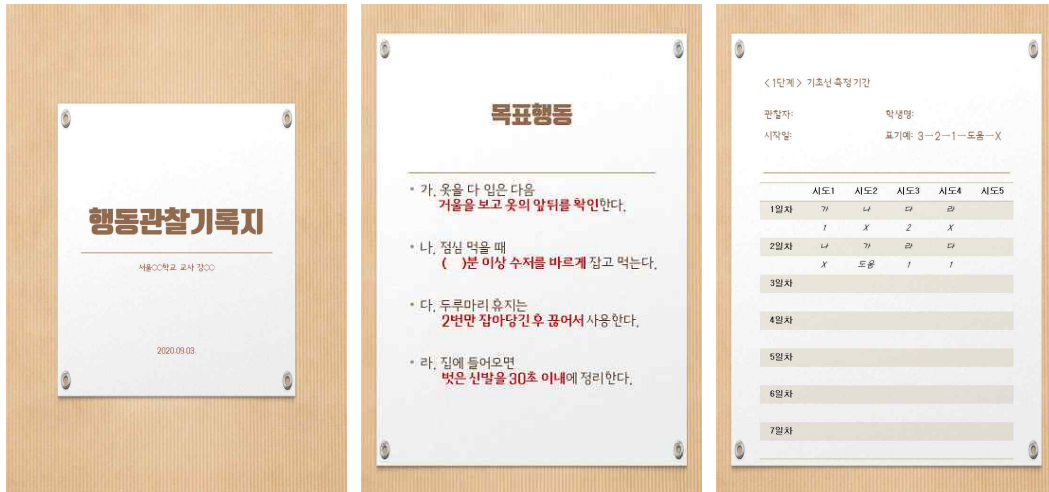 행동관찰기록지
서울○○학교 교사 강○○
2020.09.03.
목표행동
• 가. 옷을 다 입은 다음
거울을 보고 옷의 앞뒤를 확인한다.
• 나. 점심 먹을 때
( )분 이상 수저를 바르게 잡고 먹는다.
• 다. 두루마리 휴지는
2번만 잡아당긴 후 끊어서 사용한다.
• 라. 집에 들어오면
벗은 신발을 30초 이내에 정리한다.
<1단계> 기초선 측정기간
관찰자: 학생명:
시작일: 표기예: 3-2-1-도움-X
시도1 시도2 시도3 시도4 시도5
1일차 가 나 다 라
1 X 2 X
2일차 나 가 라 다
X 도움 1 1
3일차
4일차
5일차
6일차
7일차